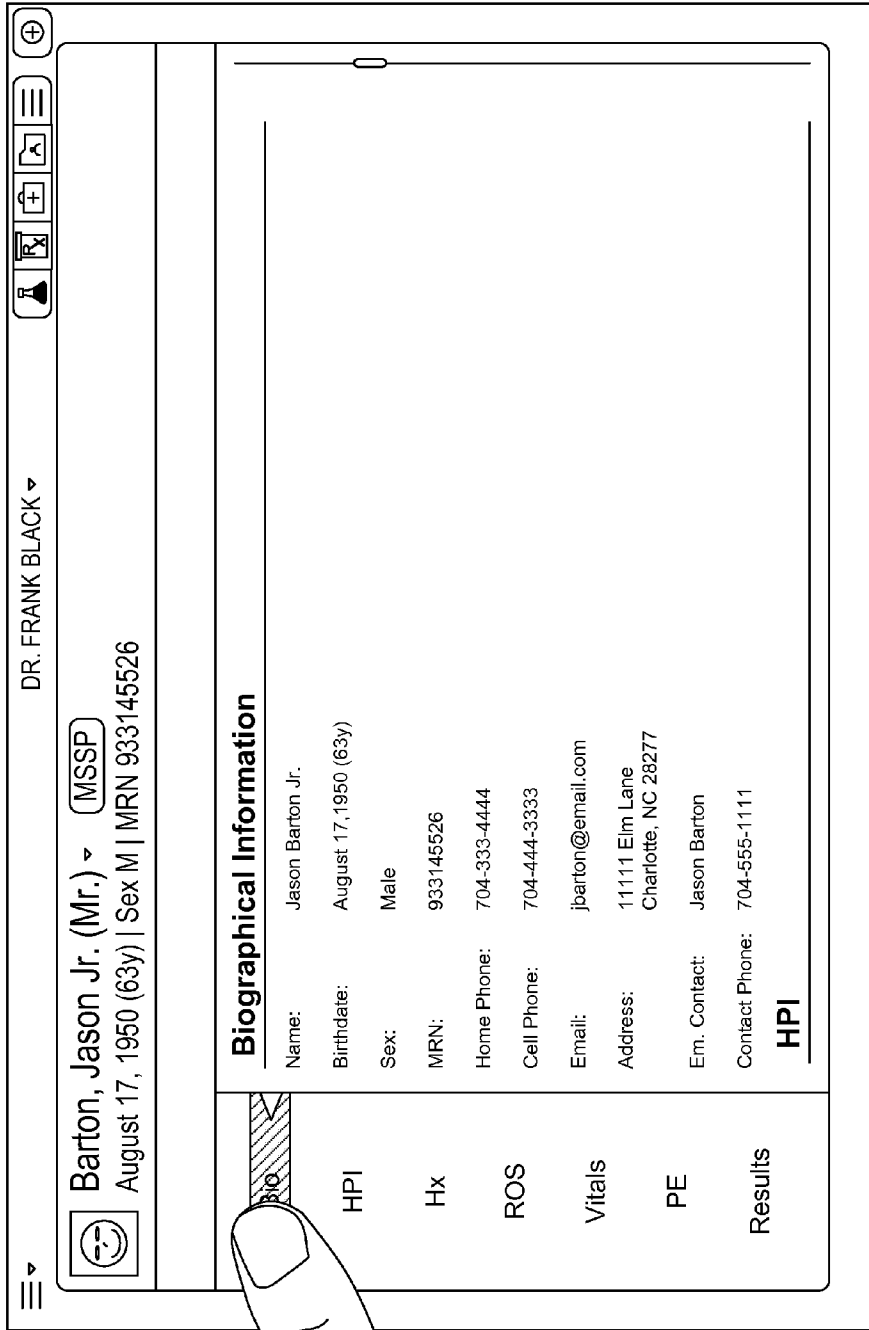 DR. FRANK BLACK
Rx
Barton, Jason Jr. (Mr.) MSSP
August 17, 1950 (63y) | Sex M | MRN 933145526
Bio
HPI
Hx
ROS
Vitals
PE
Results
Biographical Information
Name: Jason Barton Jr.
Birthdate: August 17,1950 (63y)
Sex: Male
MRN: 933145526
Home Phone: 704-333-4444
Cell Phone: 704-444-3333
Email: jbarton@email.com
Address: 11111 Elm Lane
Charlotte, NC 28277
Em. Contact: Jason Barton
Contact Phone: 704-555-1111
HPI